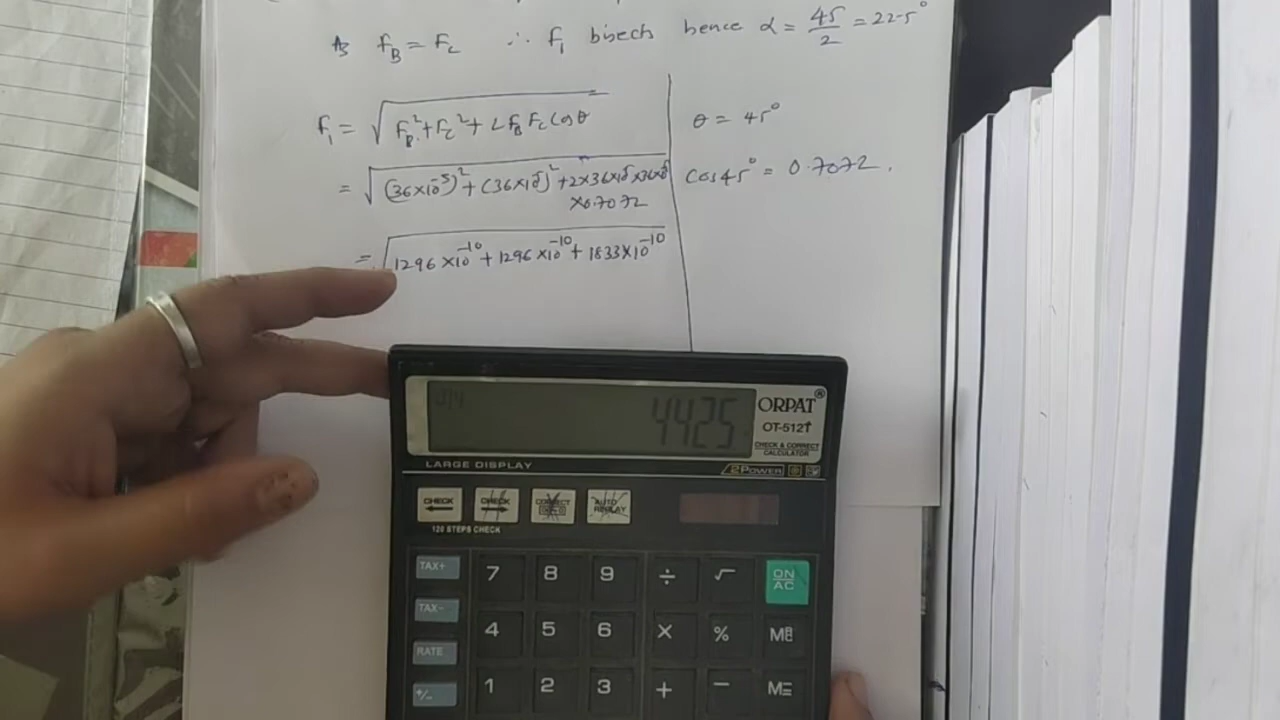 As F_B = F_C ∴ F_1 bisech hence α = 45/2 = 22.5°
F_1 = √(F_B² + F_C² + 2 F_B F_C Cos θ)
θ = 45°
= √((36×10⁻⁵)² + (36×10⁻⁵)² + 2×36×10⁻⁵×36×10⁻⁵
×0.7072
Cos 45° = 0.7072.
= √(1296×10⁻¹⁰ + 1296×10⁻¹⁰ + 1833×10⁻¹⁰)
4425
ORPAT®
OT-512T
CHECK & CORRECT
CALCULATOR
LARGE DISPLAY
2POWER
CHECK ← CHECK → CORRECT AUTO REPLAY
120 STEPS CHECK
TAX+ 7 8 9 ÷ √ ON/AC
TAX−
4 5 6 × %
RATE
+/− 1 2 3 + − M=